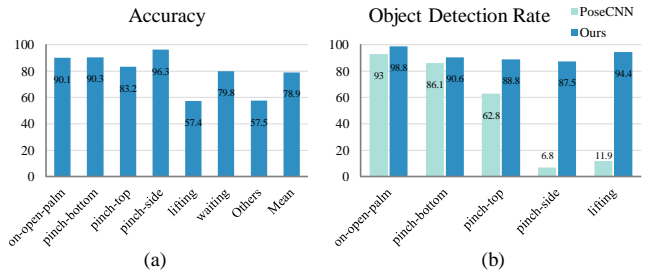 Accuracy
100
80
60
40
20
0
90.1
90.3
83.2
96.3
57.4
79.8
57.5
78.9
on-open-palm
pinch-bottom
pinch-top
pinch-side
lifting
waiting
Others
Mean
(a)
Object Detection Rate
PoseCNN
Ours
100
80
60
40
20
0
93
98.8
86.1
90.6
62.8
88.8
6.8
87.5
11.9
94.4
on-open-palm
pinch-bottom
pinch-top
pinch-side
lifting
(b)